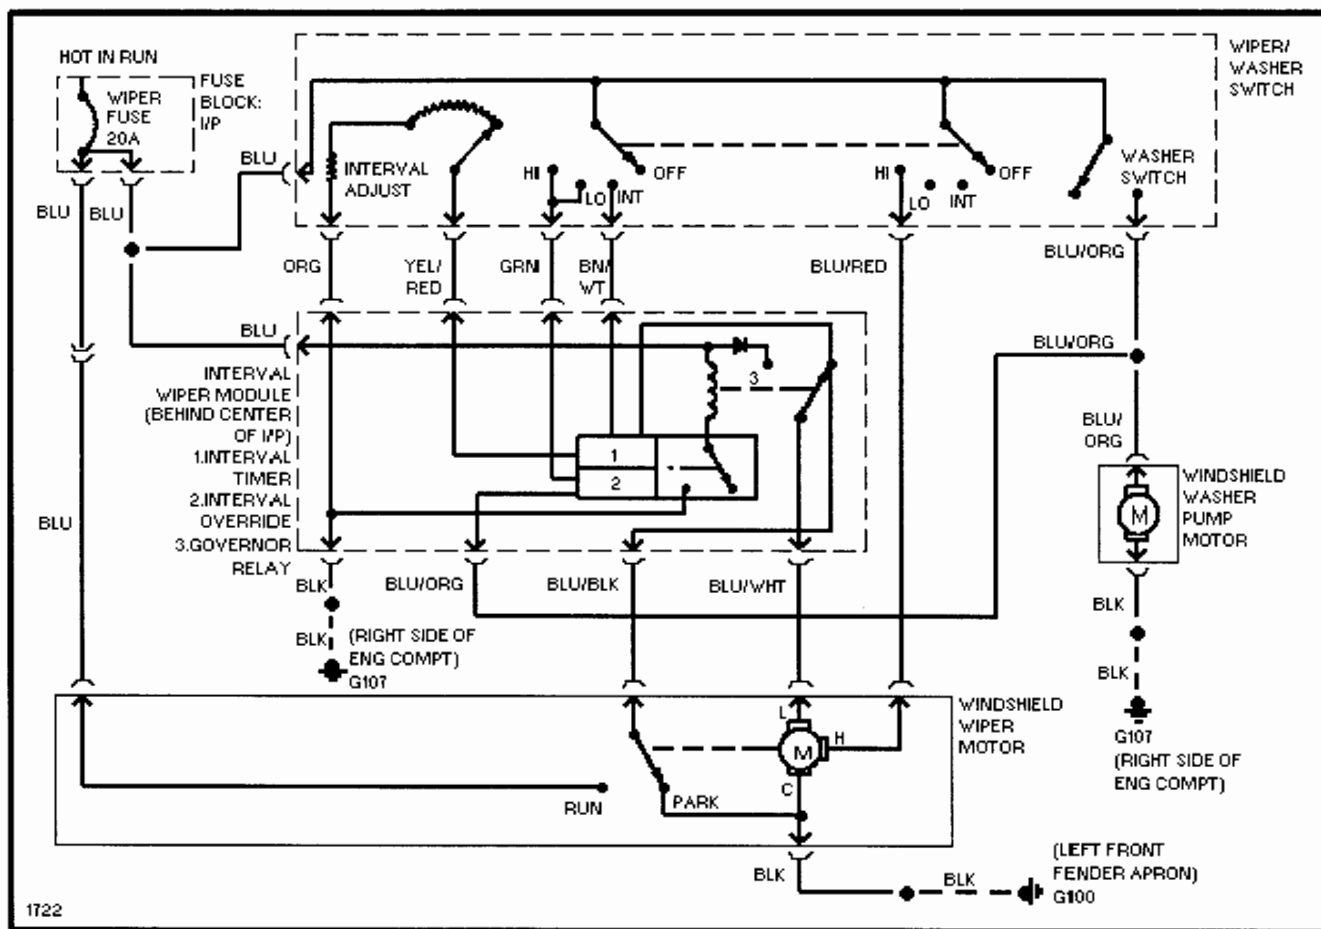 HOT IN RUN
WIPER
FUSE
20A
FUSE
BLOCK:
I/P
WIPER/
WASHER
SWITCH
BLU
INTERVAL
ADJUST
HI
LO
INT
OFF
HI
LO
INT
OFF
WASHER
SWITCH
BLU
BLU
ORG
YEL/
RED
GRN
BN/
WT
BLU/RED
BLU/ORG
BLU
BLU/ORG
INTERVAL
WIPER MODULE
(BEHIND CENTER
OF I/P)
1.INTERVAL
TIMER
2.INTERVAL
OVERRIDE
3.GOVERNOR
RELAY
3
1
2
BLU/
ORG
WINDSHIELD
WASHER
PUMP
MOTOR
M
BLU
BLK
BLU/ORG
BLU/BLK
BLU/WHT
BLK
BLK
(RIGHT SIDE OF
ENG COMPT)
G107
BLK
G107
(RIGHT SIDE OF
ENG COMPT)
WINDSHIELD
WIPER
MOTOR
L
H
M
C
RUN
PARK
BLK
BLK
(LEFT FRONT
FENDER APRON)
G100
1722